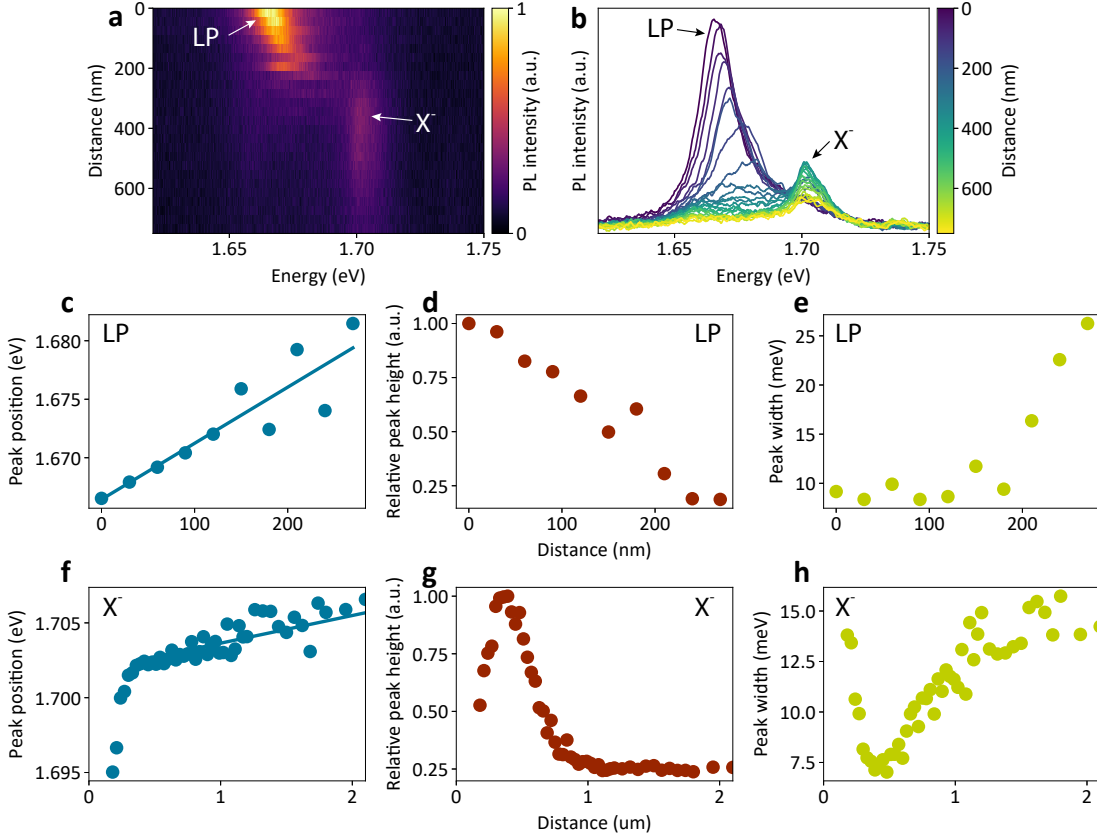 a
LP
X-
0
200
400
600
Distance (nm)
1.65
1.70
1.75
Energy (eV)
1
0
PL intensity (a.u.)
b
LP
X-
PL intenisty (a.u.)
1.65
1.70
1.75
Energy (eV)
0
200
400
600
Distance (nm)
c
LP
1.680
1.675
1.670
Peak position (eV)
0
100
200
d
LP
1.00
0.75
0.50
0.25
Relative peak height (a.u.)
0
100
200
Distance (nm)
e
LP
25
20
15
10
Peak width (meV)
0
100
200
f
X-
1.705
1.700
1.695
Peak position (eV)
0
1
2
g
X-
1.00
0.75
0.50
0.25
Relative peak height (a.u.)
0
1
2
Distance (um)
h
X-
15.0
12.5
10.0
7.5
Peak width (meV)
0
1
2